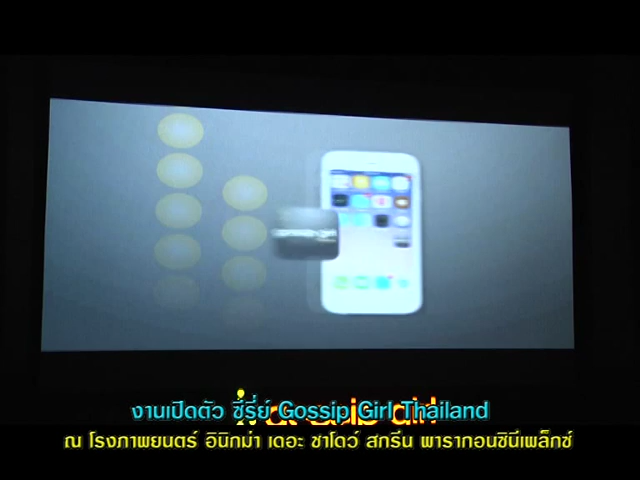 งานเปิดตัว ซี่รี่ย์ Gossip Girl Thailand
ณ โรงภาพยนตร์ อินิกม่า เดอะ ชาโดว์ สกรีน พารากอนซินีเพล็กซ์